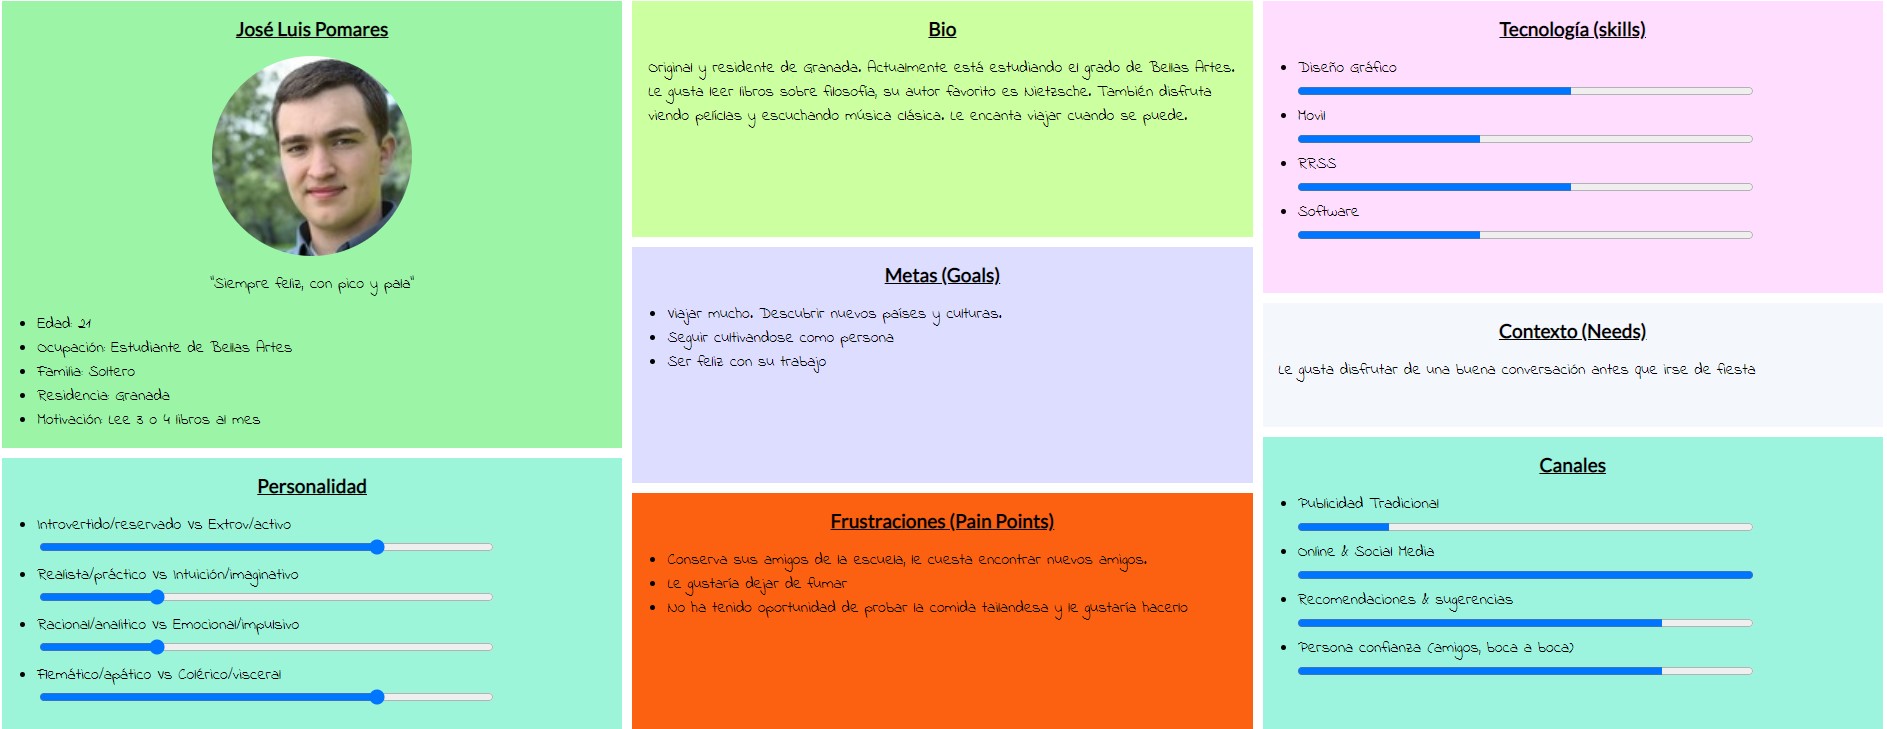 José Luis Pomares
"Siempre feliz, con pico y pala"
Edad: 21
Ocupación: Estudiante de Bellas Artes
Familia: Soltero
Residencia: Granada
Motivación: Lee 3 o 4 libros al mes
Personalidad
Introvertido/reservado Vs Extrov/activo
Realista/práctico Vs Intuición/imaginativo
Racional/analitico Vs Emocional/impulsivo
Flemático/apático Vs Colérico/visceral
Bio
Original y residente de Granada. Actualmente está estudiando el grado de Bellas Artes.
Le gusta leer libros sobre filosofía, su autor favorito es Nietzsche. También disfruta
viendo pelíclas y escuchando música clásica. Le encanta viajar cuando se puede.
Metas (Goals)
Viajar mucho. Descubrir nuevos países y culturas.
Seguir cultivandose como persona
Ser feliz con su trabajo
Frustraciones (Pain Points)
Conserva sus amigos de la escuela, le cuesta encontrar nuevos amigos.
Le gustaría dejar de fumar
No ha tenido oportunidad de probar la comida tailandesa y le gustaría hacerlo
Tecnología (skills)
Diseño Gráfico
Movil
RRSS
Software
Contexto (Needs)
Le gusta disfrutar de una buena conversación antes que irse de fiesta
Canales
Publicidad Tradicional
Online & Social Media
Recomendaciones & sugerencias
Persona confianza (amigos, boca a boca)